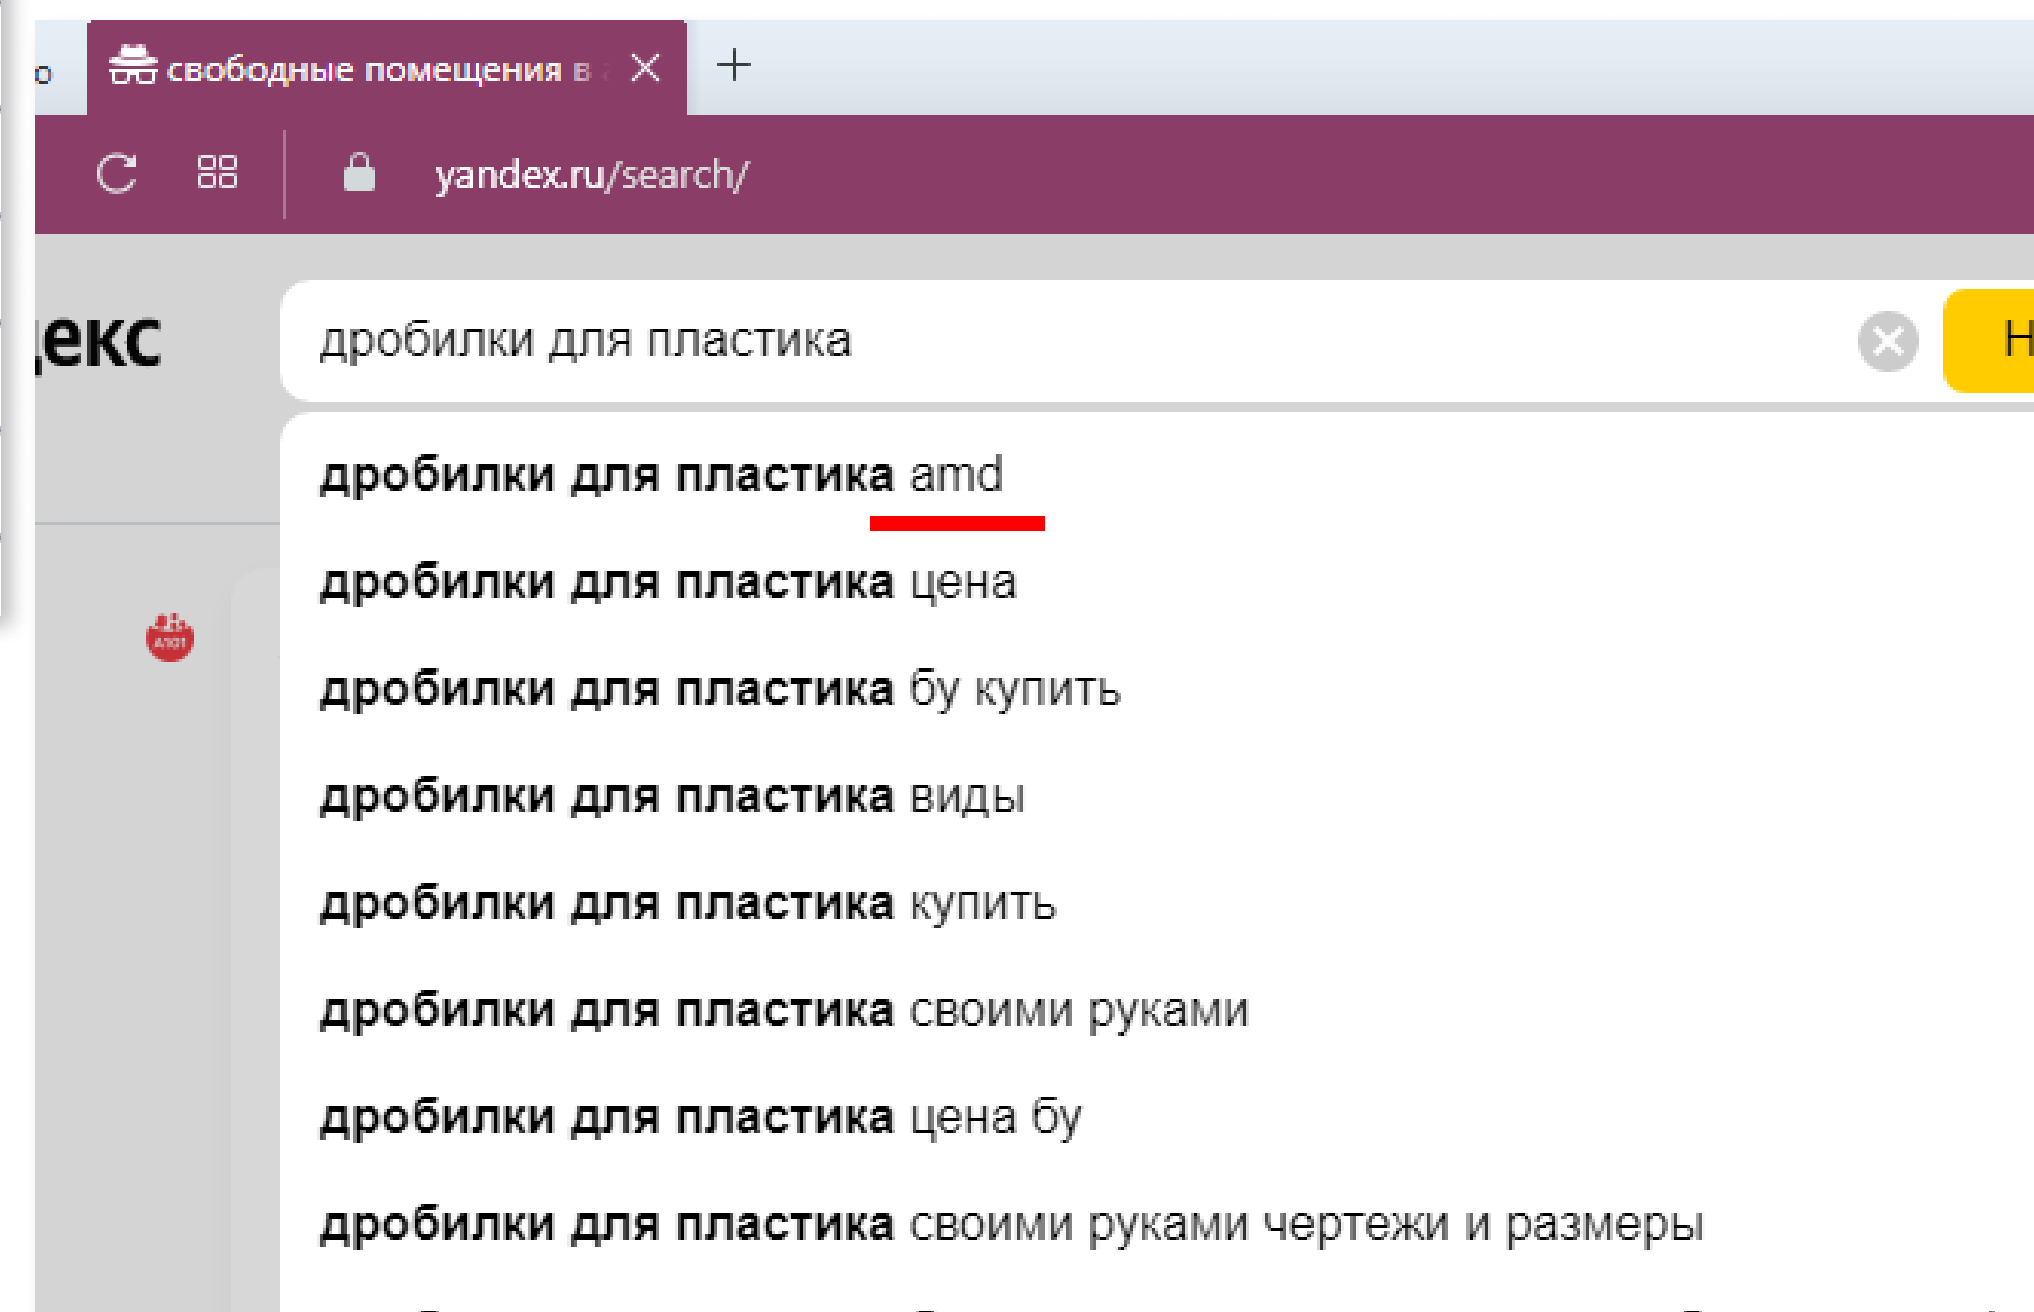 о
свободные помещения в
yandex.ru/search/
декс
дробилки для пластика
Н
дробилки для пластика amd
дробилки для пластика цена
дробилки для пластика бу купить
дробилки для пластика виды
дробилки для пластика купить
дробилки для пластика своими руками
дробилки для пластика цена бу
дробилки для пластика своими руками чертежи и размеры